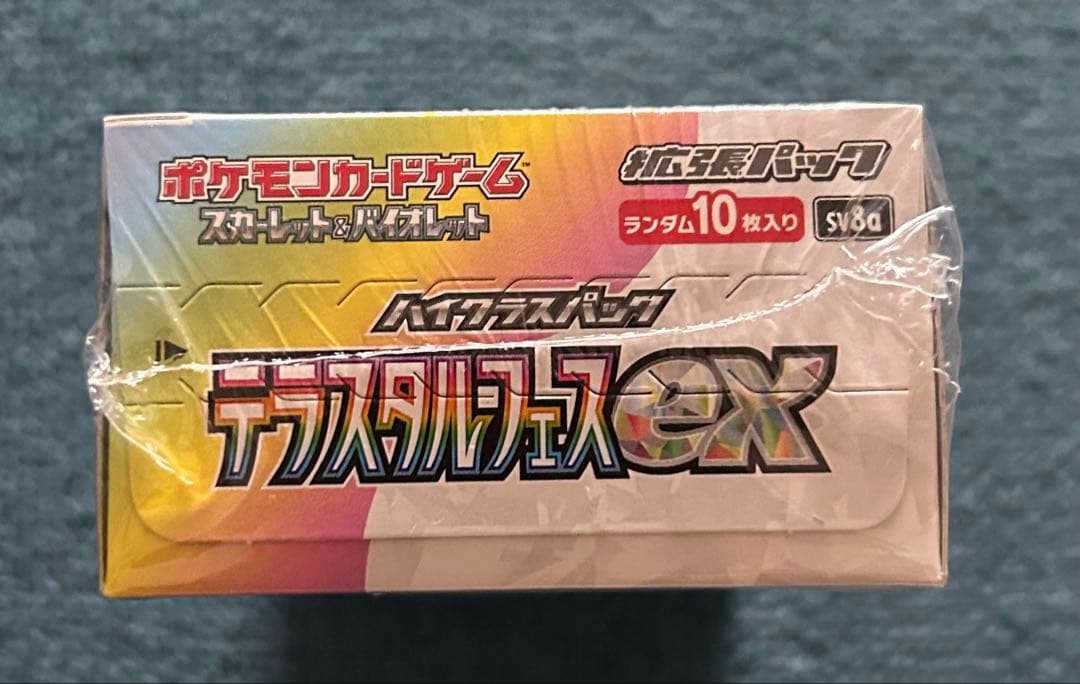 ポケモンカードゲーム™
スカーレット&バイオレット
拡張パック
ランダム10枚入り sv8a
ハイクラスパック
テラスタルフェスex